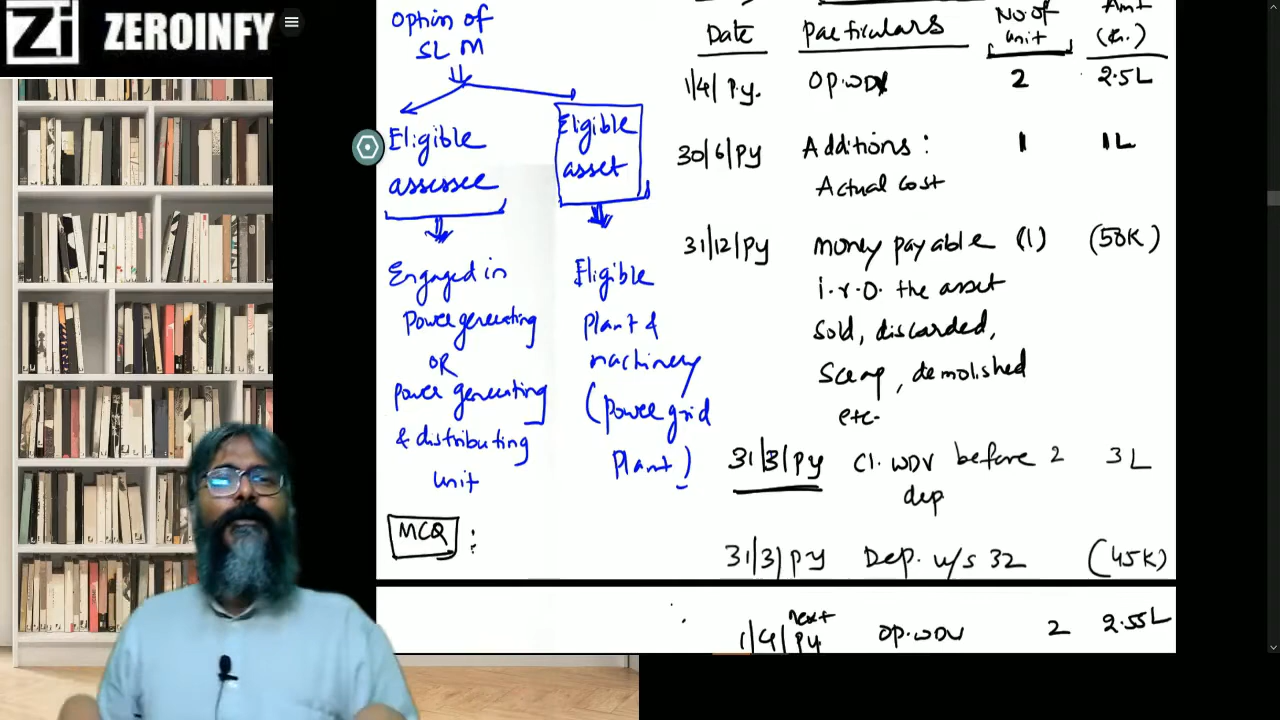 Zi ZEROINFY
Option of
SLM
Eligible
assessee
Eligible
asset
Engaged in
Power generating
OR
Power generating
& distributing
unit
Eligible
Plant &
machinery
(Power grid
Plant)
MCQ :
Date Particulars No. of unit Amt (Rs.)
1/4/P.y. OP.WDV 2 2.5L
30/6/PY Additions : 1 1L
Actual cost
31/12/PY money payable (1) (50K)
i.r.o. the asset
Sold, discarded,
Scrap, demolished
etc.
31/3/PY Cl. WDV before 2 3L
dep
31/3/PY Dep. u/s 32 (45K)
1/4/next PY OP.WDV 2 2.55L